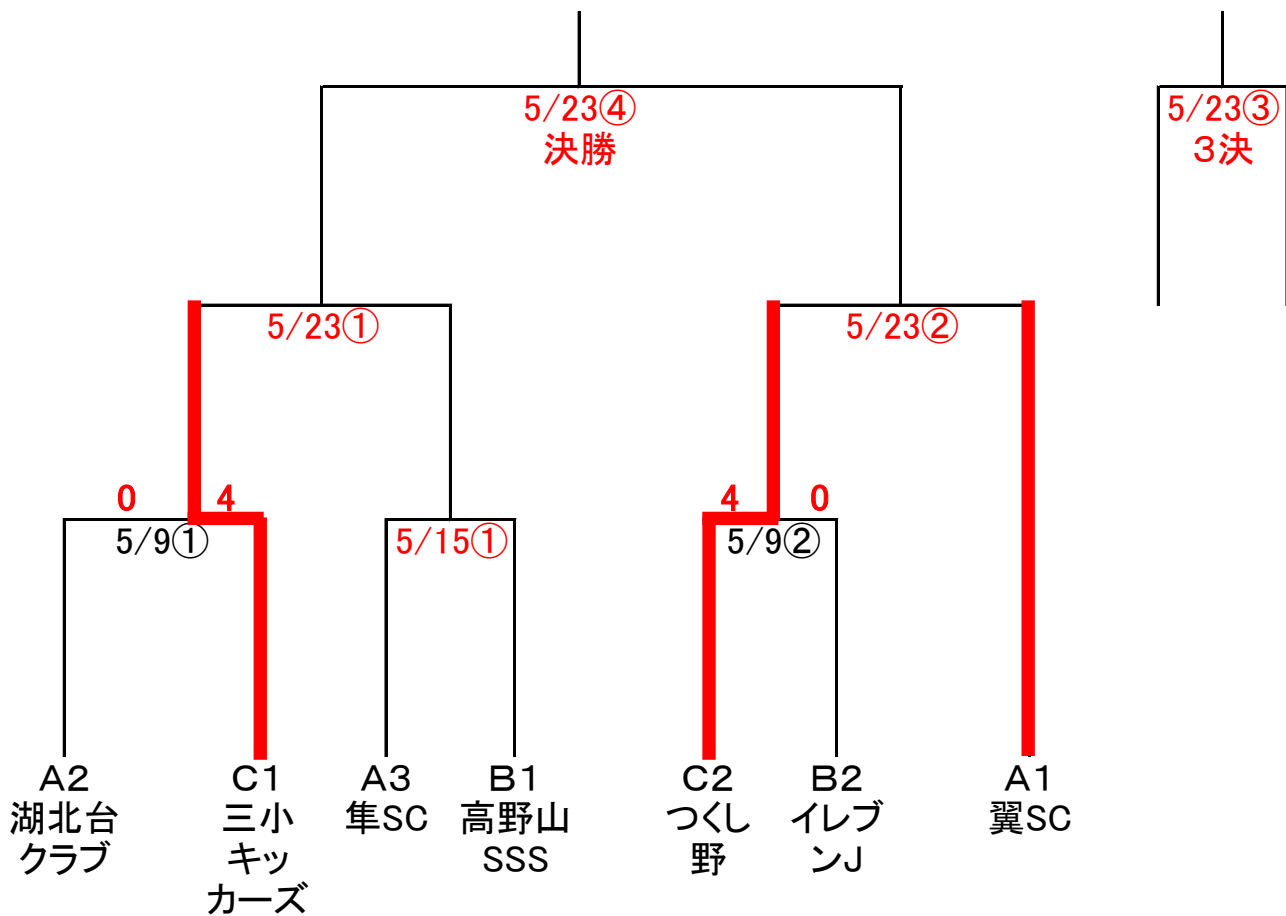 5/23④
決勝
5/23③
３決
5/23①
5/23②
0
4
4
0
5/9①
5/15①
5/9②
A2
湖北台
クラブ
C1
三小
キッ
カーズ
A3
隼SC
B1
高野山
SSS
C2
つくし
野
B2
イレブ
ンJ
A1
翼SC